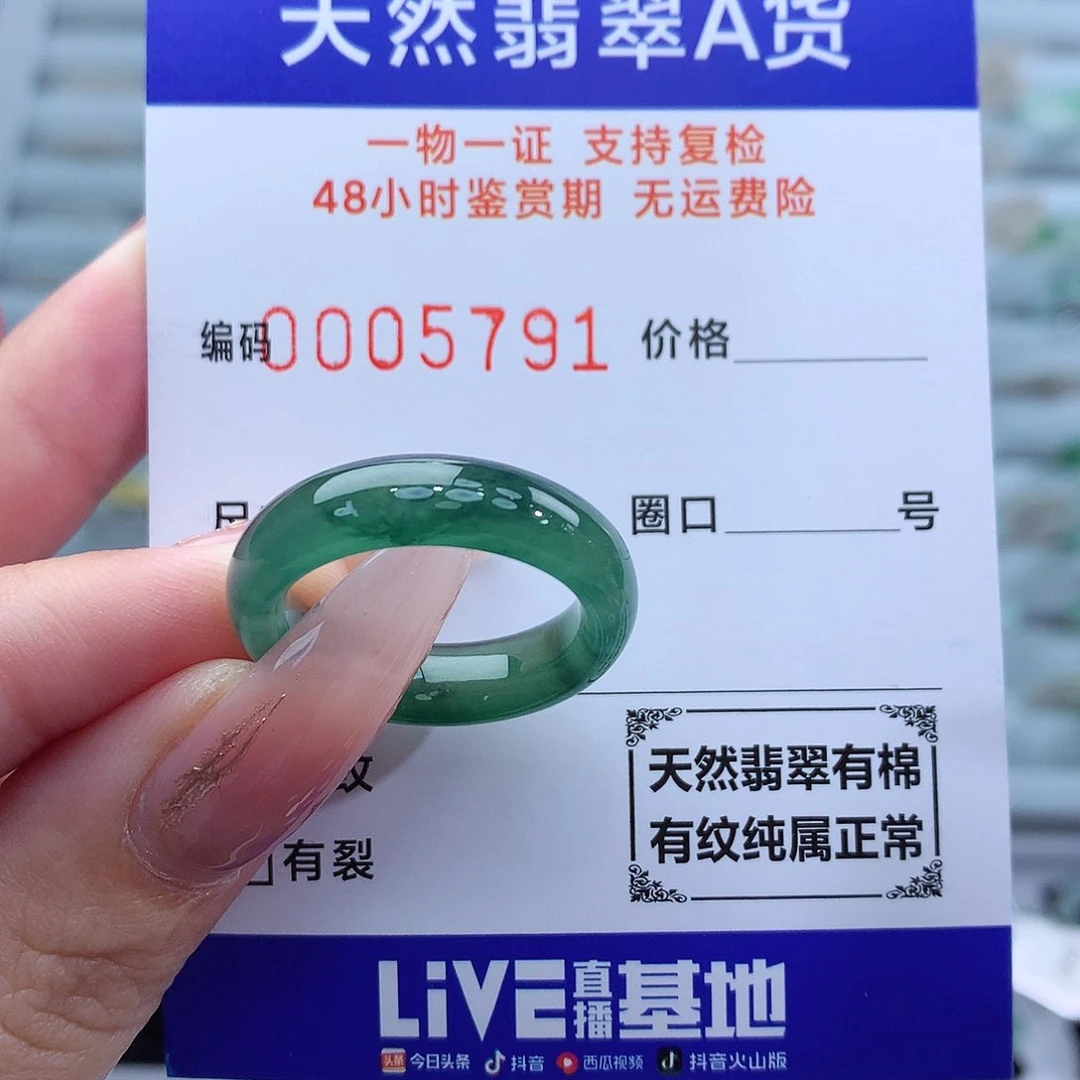 天然翡翠A货
一物一证 支持复检
48小时鉴赏期 无运费险
编码0005791 价格
圈口 号
纹
有裂
天然翡翠有棉
有纹纯属正常
LiVE直播基地
头条 今日头条 抖音 西瓜视频 抖音火山版